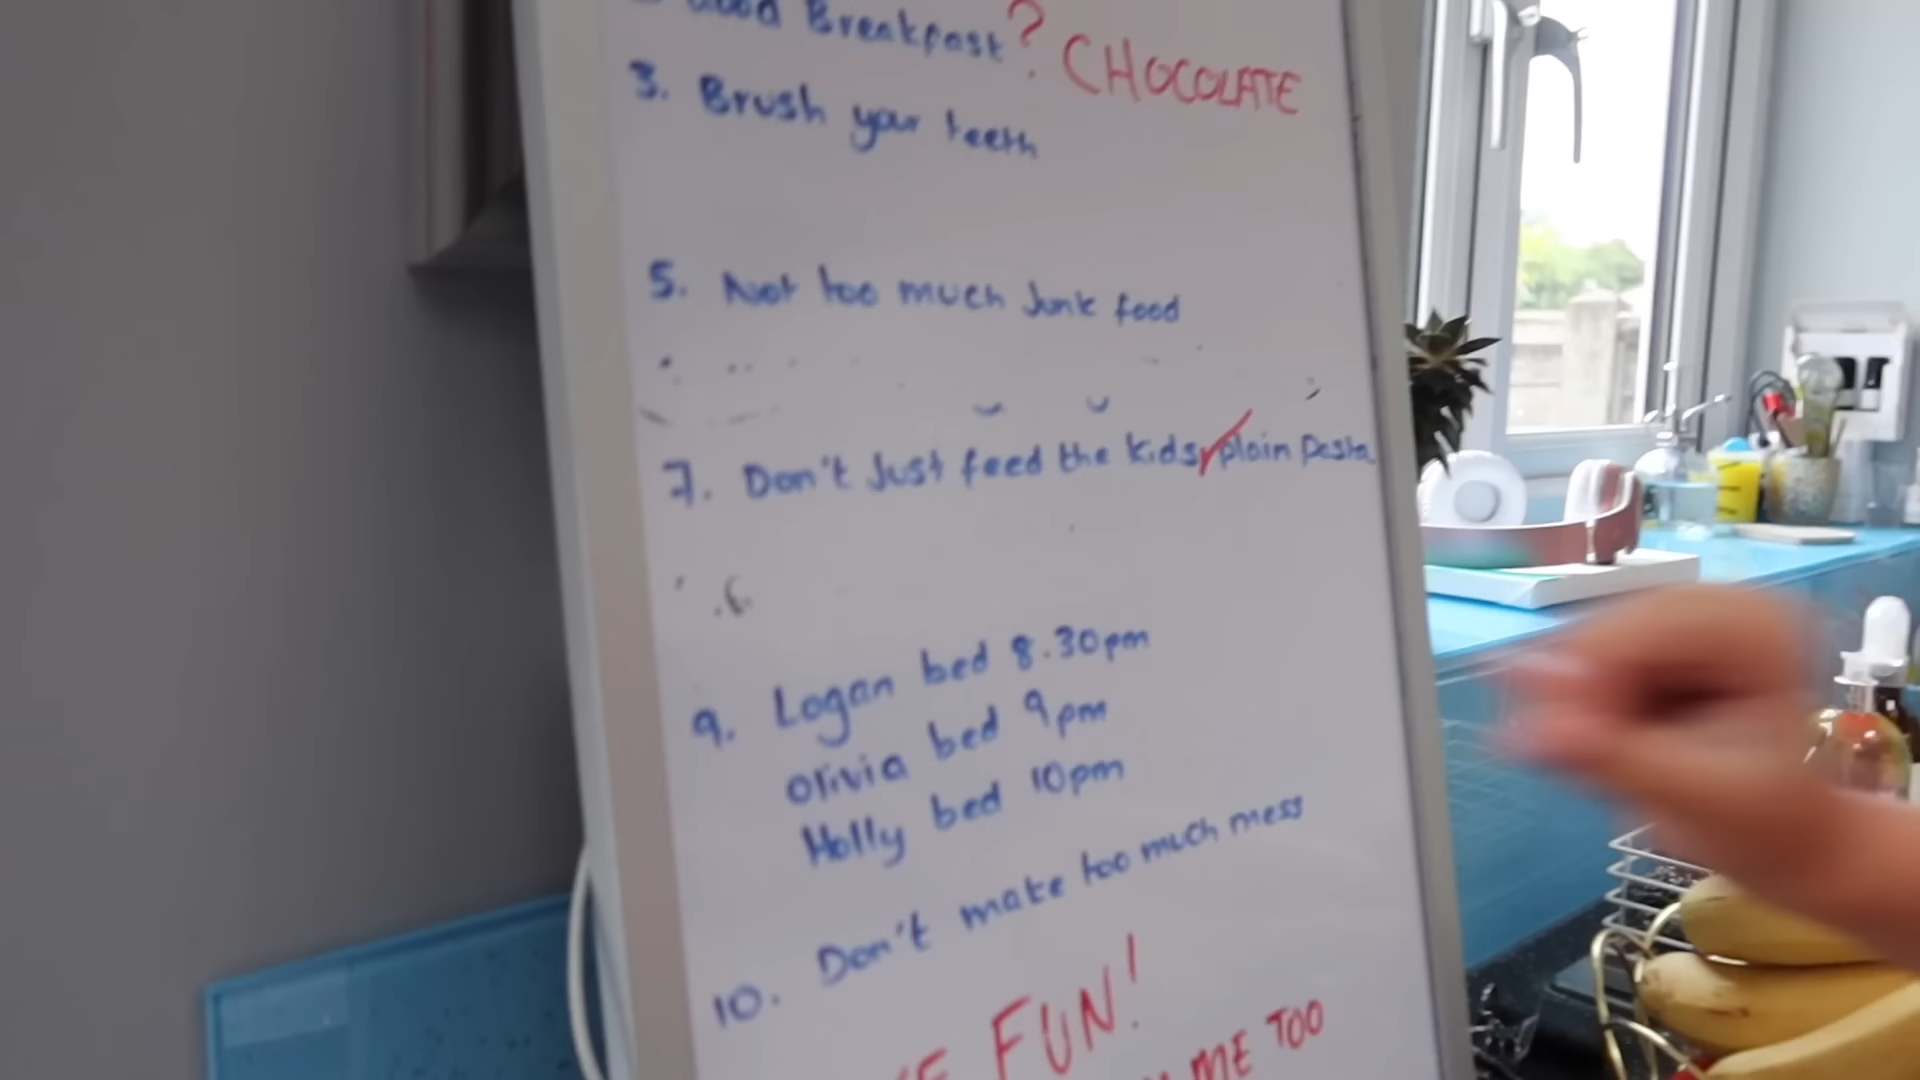 Good Breakfast ? CHOCOLATE
3. Brush your teeth
5. Not too much Junk food
7. Don't Just feed the kids plain Pasta
9. Logan bed 8.30pm
Olivia bed 9pm
Holly bed 10pm
10. Don't make too much mess
FUN!
ME TOO